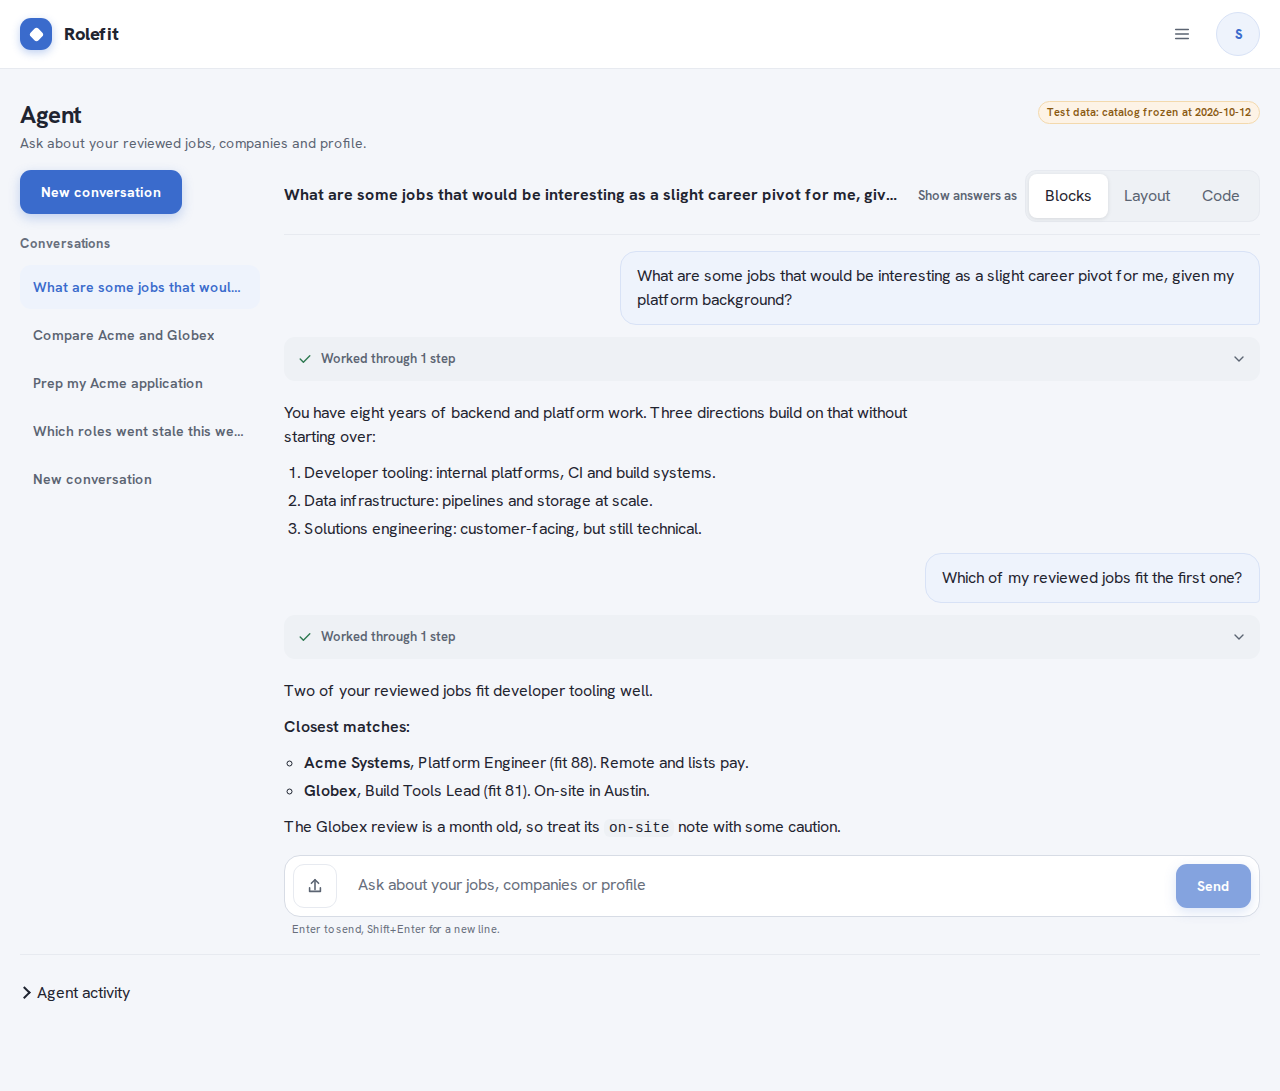 Rolefit
S
Agent
Test data: catalog frozen at 2026-10-12
Ask about your reviewed jobs, companies and profile.
New conversation
Conversations
What are some jobs that woul...
Compare Acme and Globex
Prep my Acme application
Which roles went stale this we...
New conversation
What are some jobs that would be interesting as a slight career pivot for me, giv...
Show answers as
Blocks
Layout
Code
What are some jobs that would be interesting as a slight career pivot for me, given my
platform background?
Worked through 1 step
You have eight years of backend and platform work. Three directions build on that without
starting over:
1. Developer tooling: internal platforms, CI and build systems.
2. Data infrastructure: pipelines and storage at scale.
3. Solutions engineering: customer-facing, but still technical.
Which of my reviewed jobs fit the first one?
Worked through 1 step
Two of your reviewed jobs fit developer tooling well.
Closest matches:
Acme Systems, Platform Engineer (fit 88). Remote and lists pay.
Globex, Build Tools Lead (fit 81). On-site in Austin.
The Globex review is a month old, so treat its on-site note with some caution.
Ask about your jobs, companies or profile
Send
Enter to send, Shift+Enter for a new line.
Agent activity